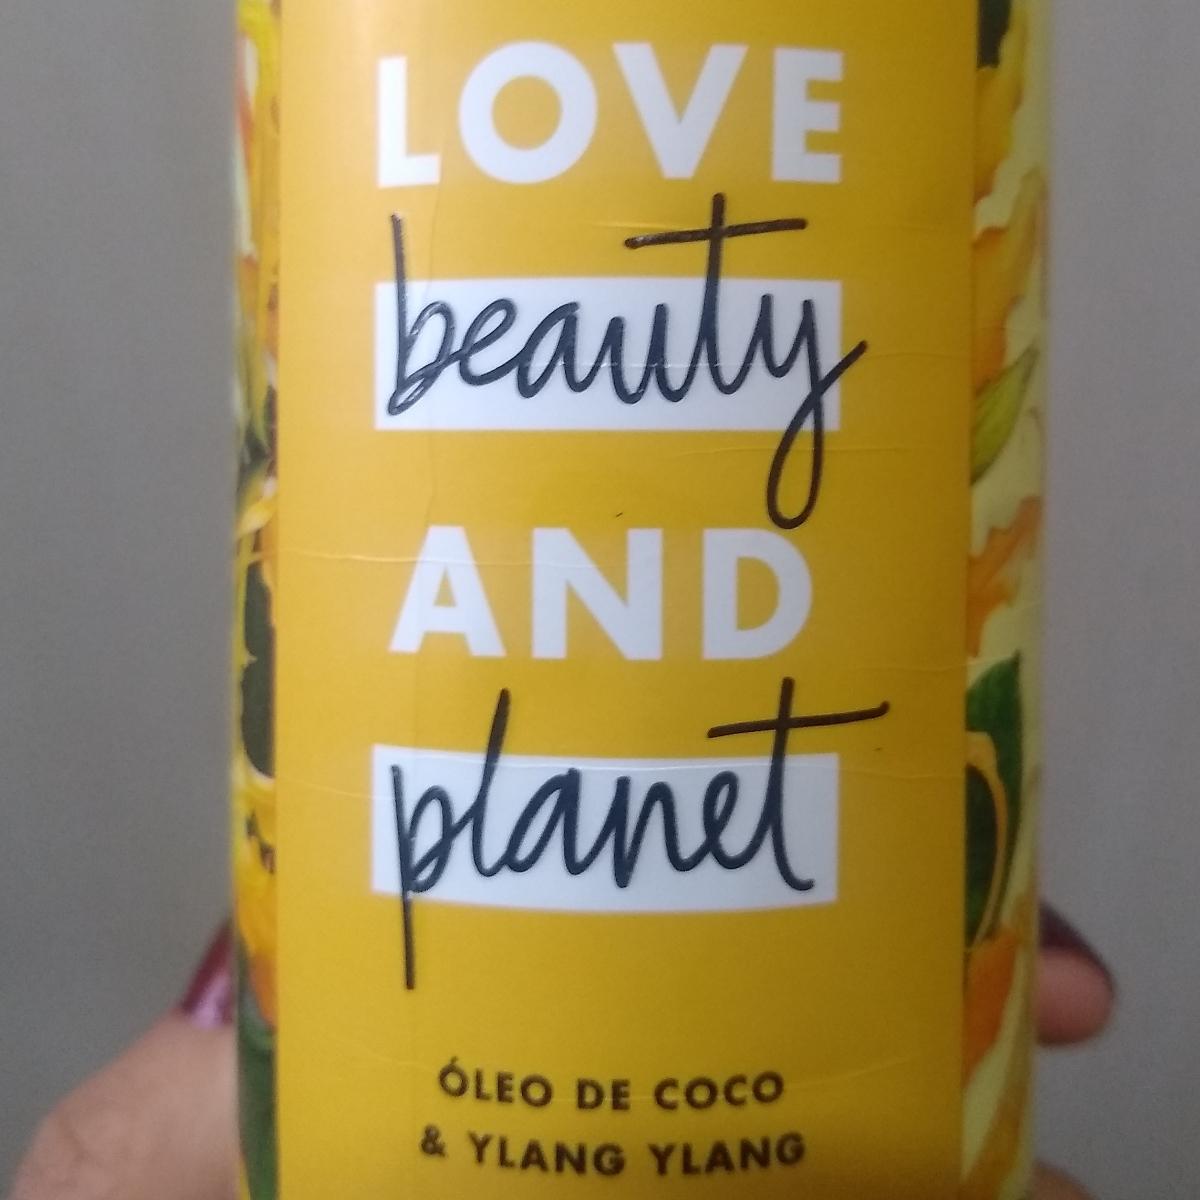 LOVE
beauty
AND
planet
ÓLEO DE COCO
& YLANG YLANG